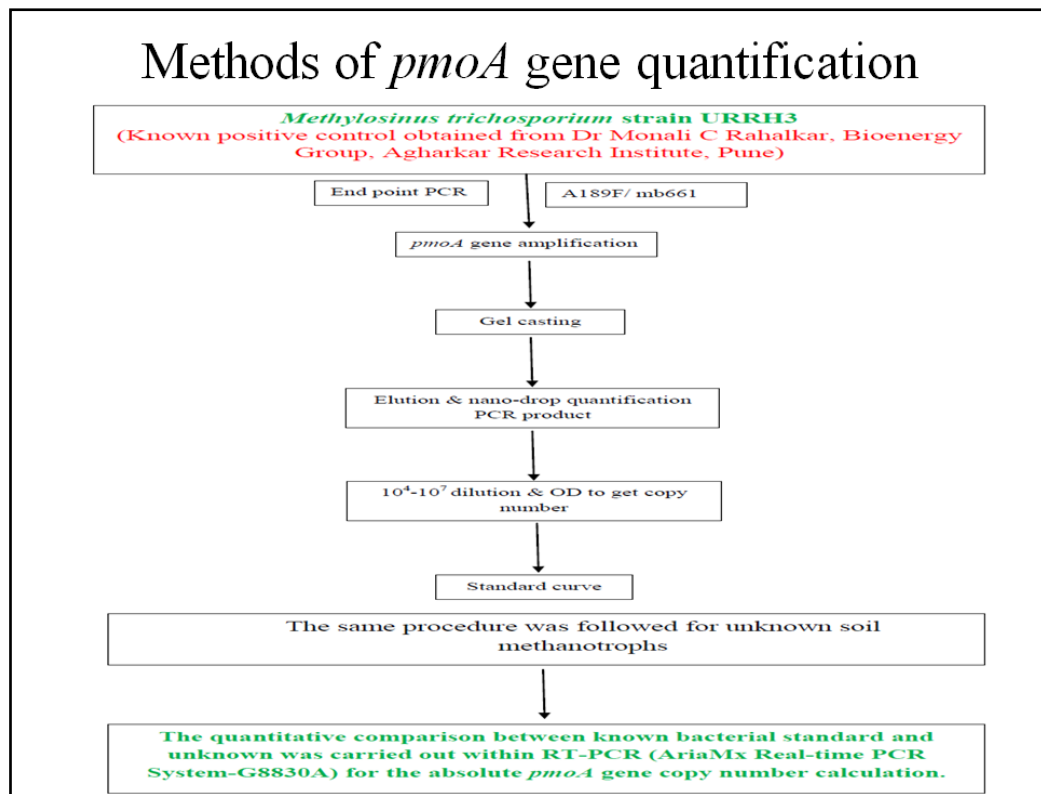 Methods of pmoA gene quantification
Methylosinus trichosporium strain URRH3
(Known positive control obtained from Dr Monali C Rahalkar, Bioenergy
Group, Agharkar Research Institute, Pune)
End point PCR
A189F/ mb661
pmoA gene amplification
Gel casting
Elution & nano-drop quantification
PCR product
10⁴-10⁷ dilution & OD to get copy
number
Standard curve
The same procedure was followed for unknown soil
methanotrophs
The quantitative comparison between known bacterial standard and
unknown was carried out within RT-PCR (AriaMx Real-time PCR
System-G8830A) for the absolute pmoA gene copy number calculation.